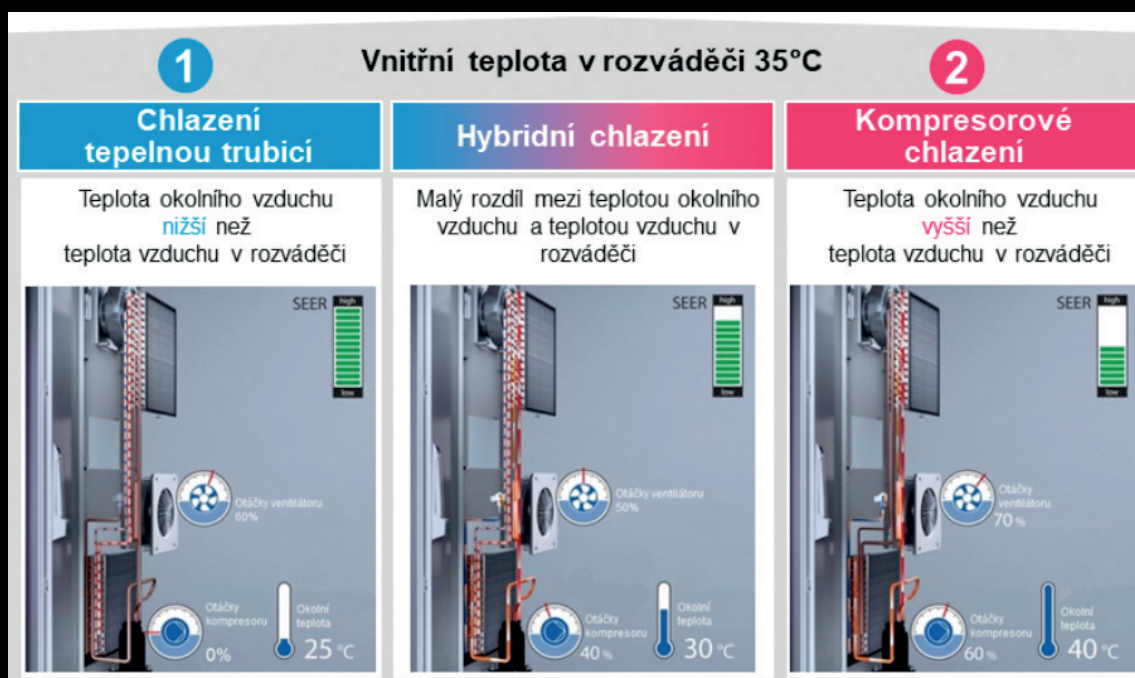 1
Vnitřní teplota v rozváděči 35°C
2
Chlazení
tepelnou trubicí
Teplota okolního vzduchu
nižší než
teplota vzduchu v rozváděči
SEER
high
low
Otáčky ventilátoru
60%
Otáčky
kompresoru
0%
Okolní
teplota
25 °C
Hybridní chlazení
Malý rozdíl mezi teplotou okolního
vzduchu a teplotou vzduchu v
rozváděči
SEER
high
low
Otáčky ventilátoru
50%
Otáčky
kompresoru
40 %
Okolní
teplota
30 °C
Kompresorové
chlazení
Teplota okolního vzduchu
vyšší než
teplota vzduchu v rozváděči
SEER
high
low
Otáčky
ventilátoru
70 %
Otáčky
kompresoru
60 %
Okolní
teplota
40 °C